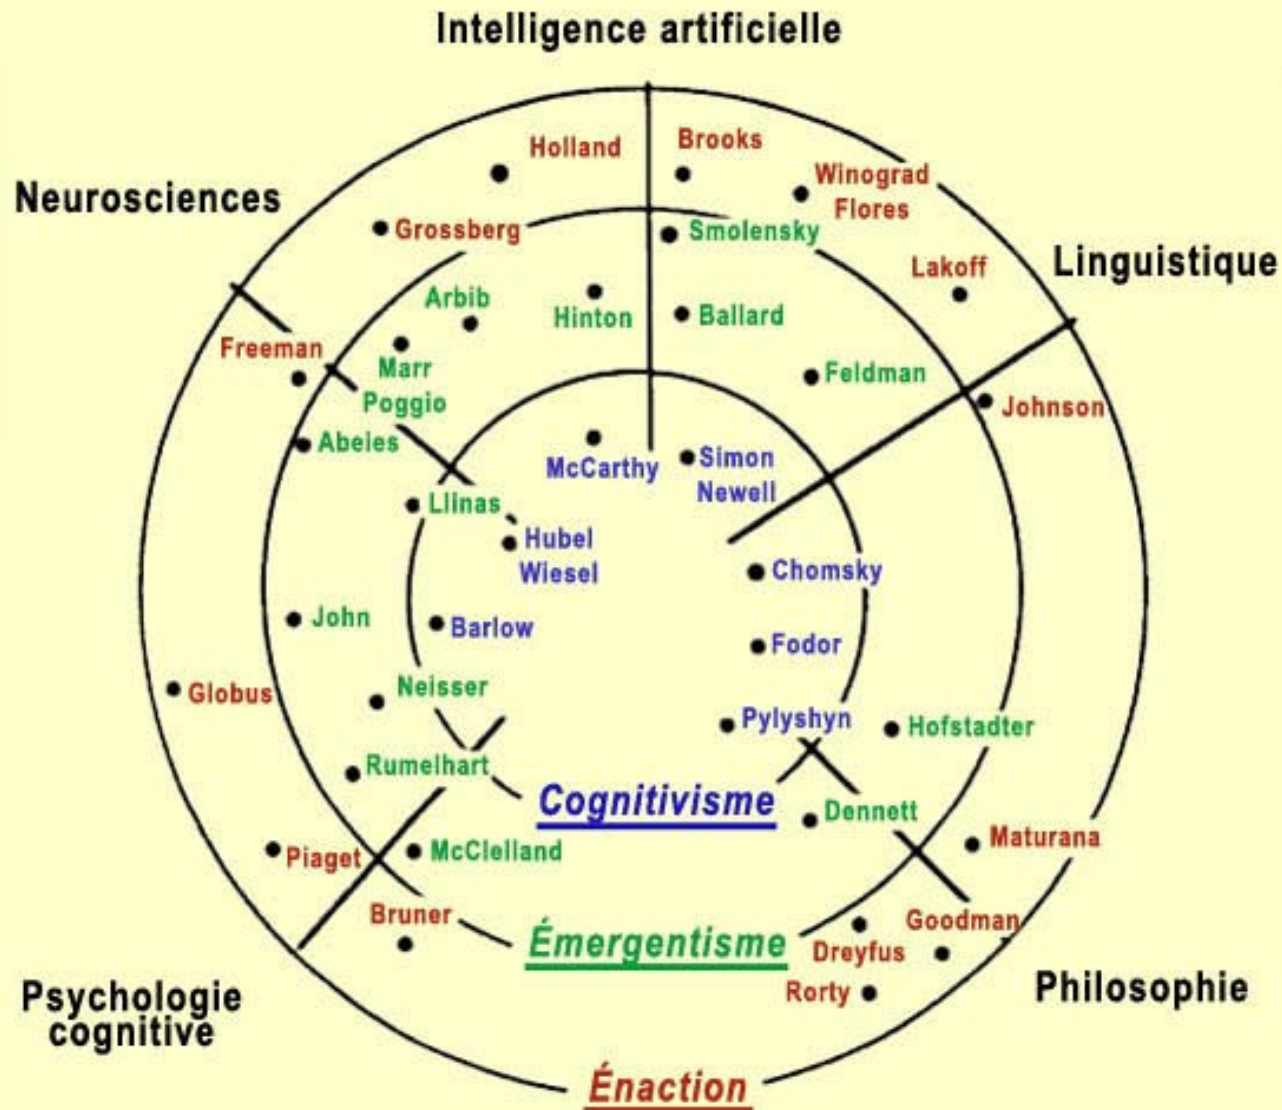 Intelligence artificielle
Holland
Brooks
Winograd
Flores
Neurosciences
Grossberg
Smolensky
Lakoff
Linguistique
Arbib
Hinton
Ballard
Freeman
Marr
Poggio
Feldman
Johnson
Abeies
McCarthy
Simon
Newell
Llinas
Hubel
Wiesel
Chomsky
John
Barlow
Fodor
Globus
Neisser
Pylyshyn
Hofstadter
Rumelhart
Cognitivisme
Dennett
Piaget
McClelland
Maturana
Bruner
Émergentisme
Goodman
Dreyfus
Rorty
Psychologie
cognitive
Philosophie
Énaction